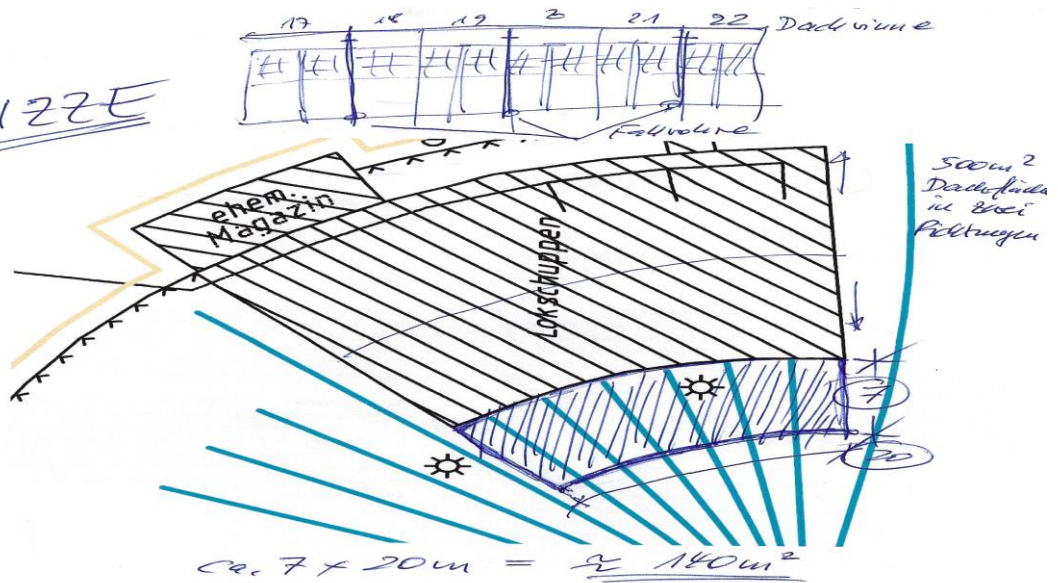 17 18 19 20 21 22 Dachrinne
IZZE
Fallrohre
ehem.
Magazin
Lokschuppen
500m²
Dachfläche
in zwei
Richtungen
7
20
ca. 7 x 20m = ≈ 140m²